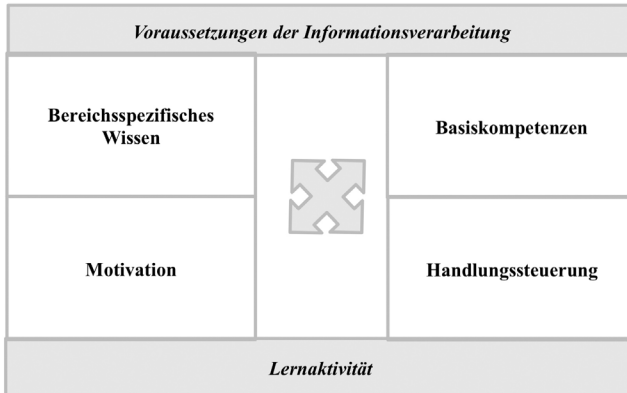 Voraussetzungen der Informationsverarbeitung
Bereichsspezifisches
Wissen
Basiskompetenzen
Motivation
Handlungssteuerung
Lernaktivität